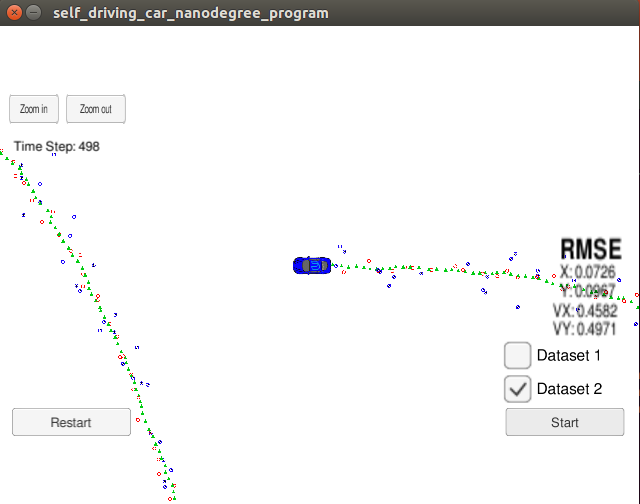 self_driving_car_nanodegree_program
Zoom in
Zoom out
Time Step: 498
RMSE
X: 0.0726
Y: 0.0967
VX: 0.4582
VY: 0.4971
Dataset 1
Dataset 2
Restart
Start